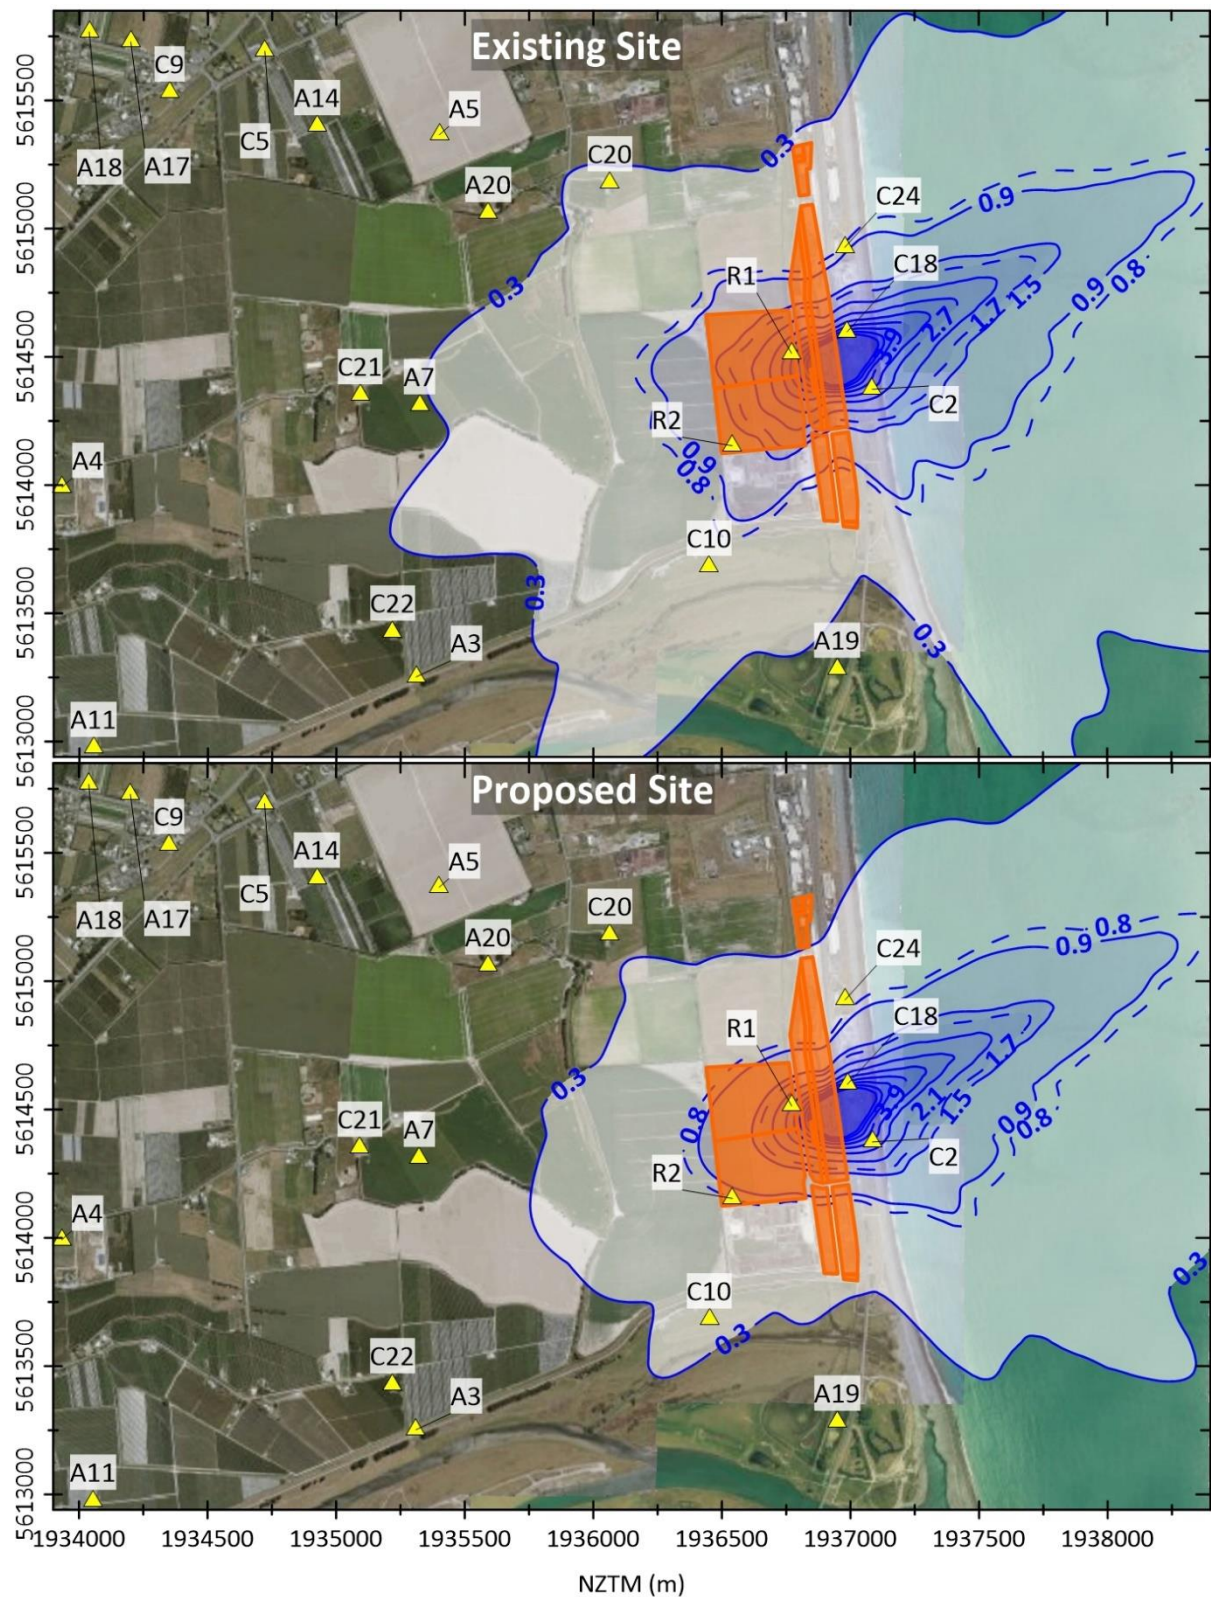 Existing Site
5615500
5615000
5614500
5614000
5613500
5613000
C9
A14
A5
C20
A18
A17
C5
A20
C24
C18
R1
C21
A7
C2
R2
A4
C10
C22
A3
A19
A11
0.3
0.3
0.3
0.3
0.9
0.9
0.8
0.9
0.8
3.9
2.7
1.7
1.5
Proposed Site
5615500
5615000
5614500
5614000
5613500
5613000
C9
A14
A5
C20
A18
A17
C5
A20
C24
C18
R1
C21
A7
C2
R2
A4
C10
C22
A3
A19
A11
0.3
0.3
0.3
0.8
0.8
0.9
0.9
0.8
3.9
2.1
1.7
1.5
1934000 1934500 1935000 1935500 1936000 1936500 1937000 1937500 1938000
NZTM (m)